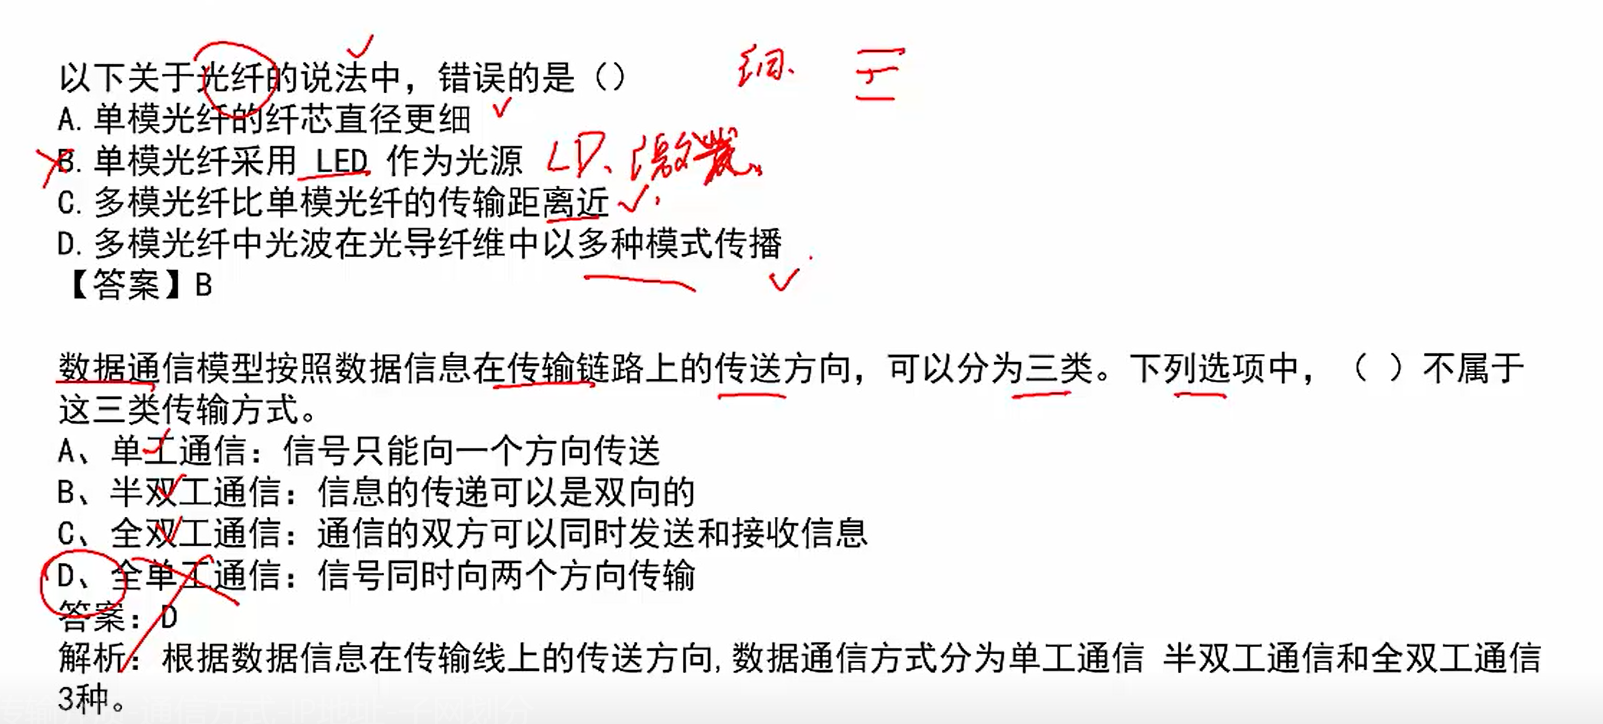 以下关于光纤的说法中，错误的是（） 细
A. 单模光纤的纤芯直径更细
B. 单模光纤采用 LED 作为光源 LD、激发
C. 多模光纤比单模光纤的传输距离近
D. 多模光纤中光波在光导纤维中以多种模式传播
【答案】B
数据通信模型按照数据信息在传输链路上的传送方向，可以分为三类。下列选项中，（ ）不属于
这三类传输方式。
A、单工通信：信号只能向一个方向传送
B、半双工通信：信息的传递可以是双向的
C、全双工通信：通信的双方可以同时发送和接收信息
D、全单工通信：信号同时向两个方向传输
答案：D
解析：根据数据信息在传输线上的传送方向,数据通信方式分为单工通信 半双工通信和全双工通信
3种。